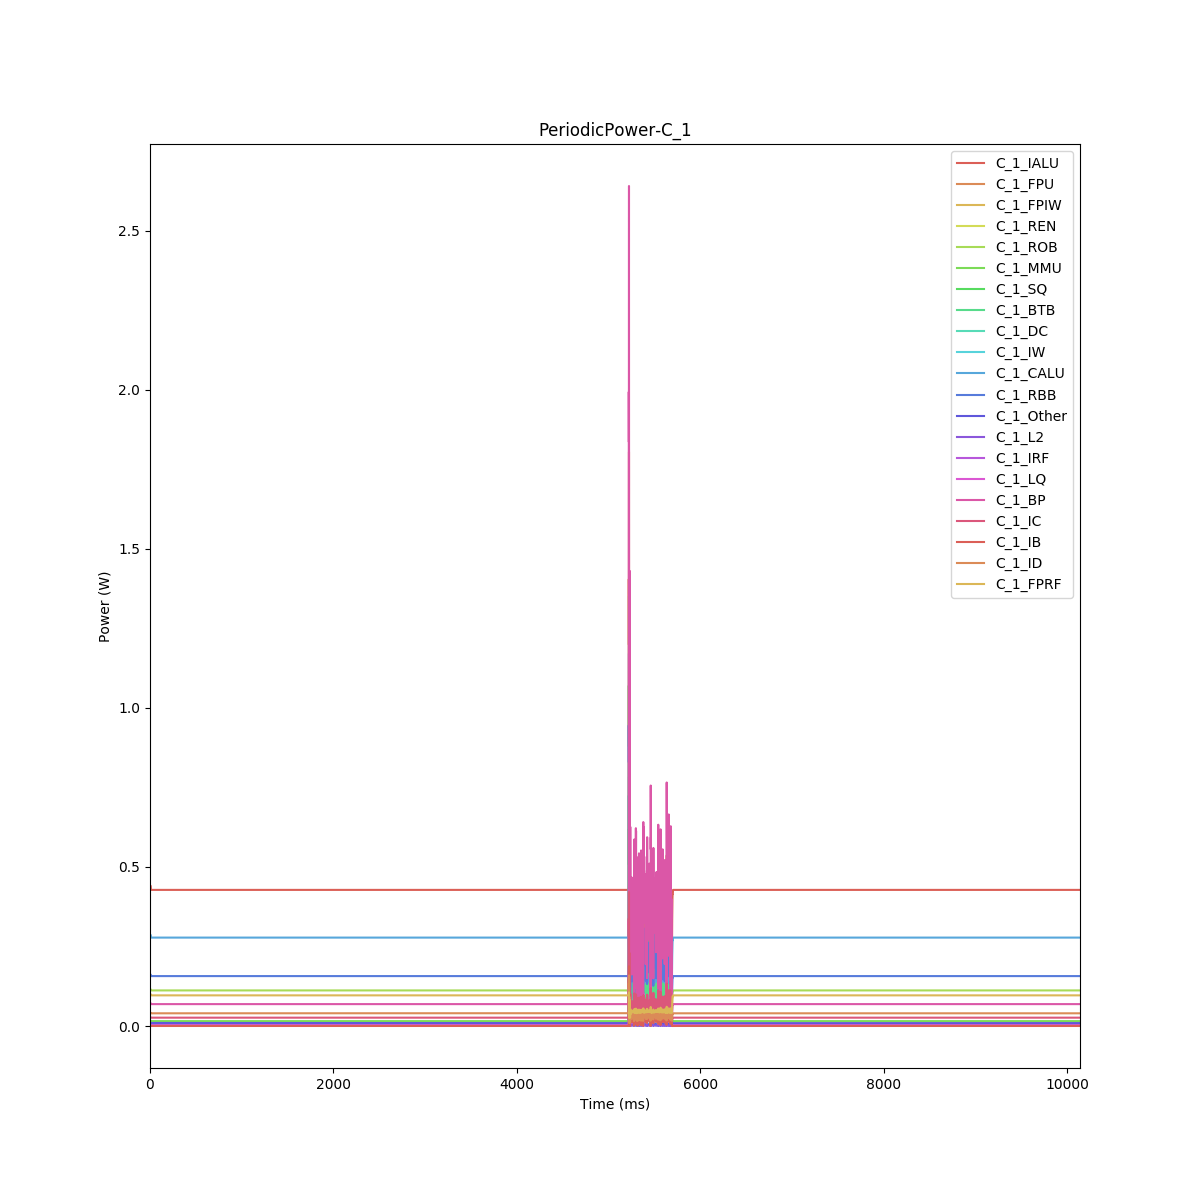 PeriodicPower-C_1
C_1_IALU
C_1_FPU
C_1_FPIW
C_1_REN
C_1_ROB
C_1_MMU
C_1_SQ
C_1_BTB
C_1_DC
C_1_IW
C_1_CALU
C_1_RBB
C_1_Other
C_1_L2
C_1_IRF
C_1_LQ
C_1_BP
C_1_IC
C_1_IB
C_1_ID
C_1_FPRF
2.5
2.0
1.5
1.0
0.5
0.0
Power (W)
0 2000 4000 6000 8000 10000
Time (ms)